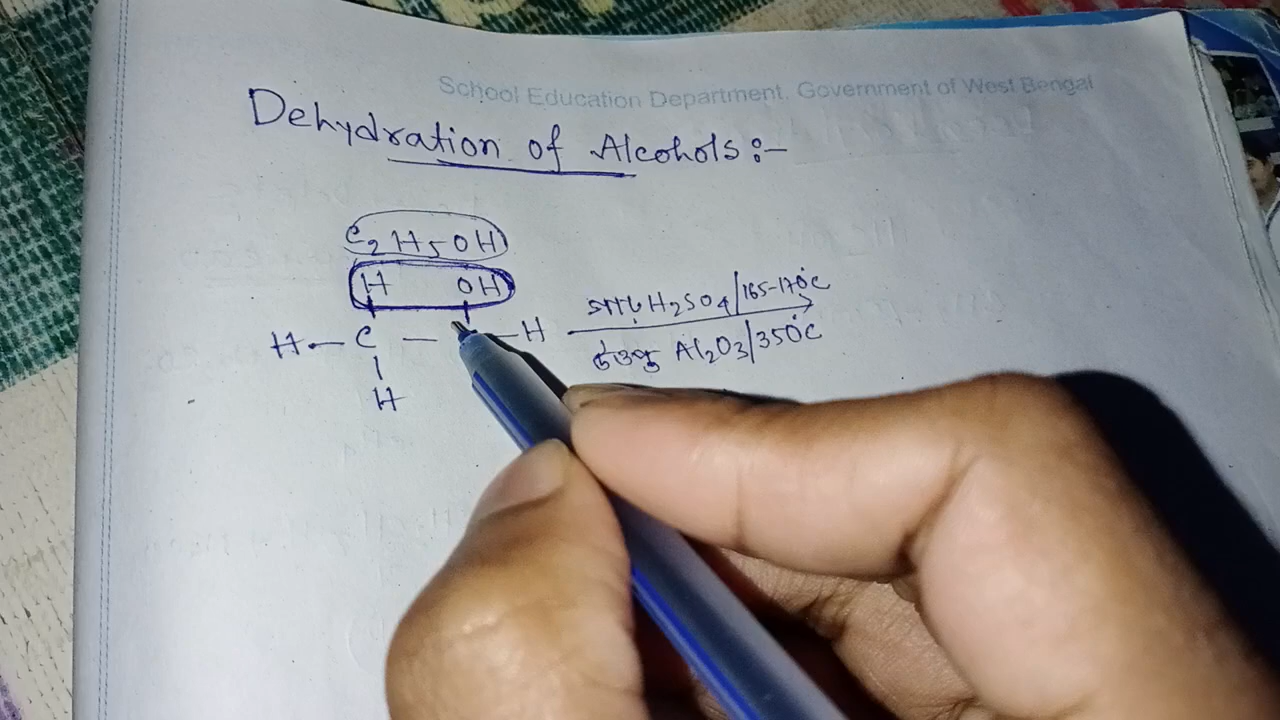 School Education Department. Government of West Bengal
Dehydration of Alcohols:-
C2H5OH
H OH
H - C - - H
H
গাঢ় H2SO4/165-170°C
উত্তপ্ত Al2O3/350°C